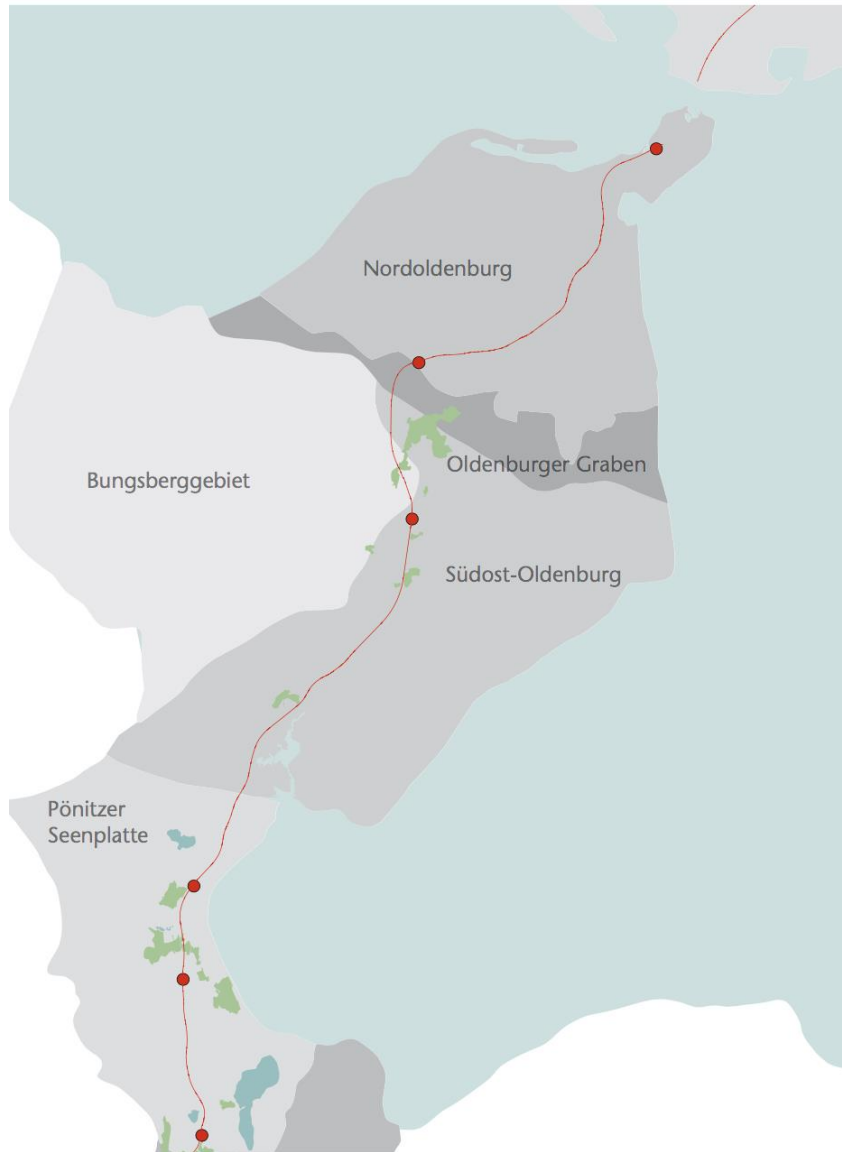 Nordoldenburg
Oldenburger Graben
Bungsberggebiet
Südost-Oldenburg
Pönitzer
Seenplatte